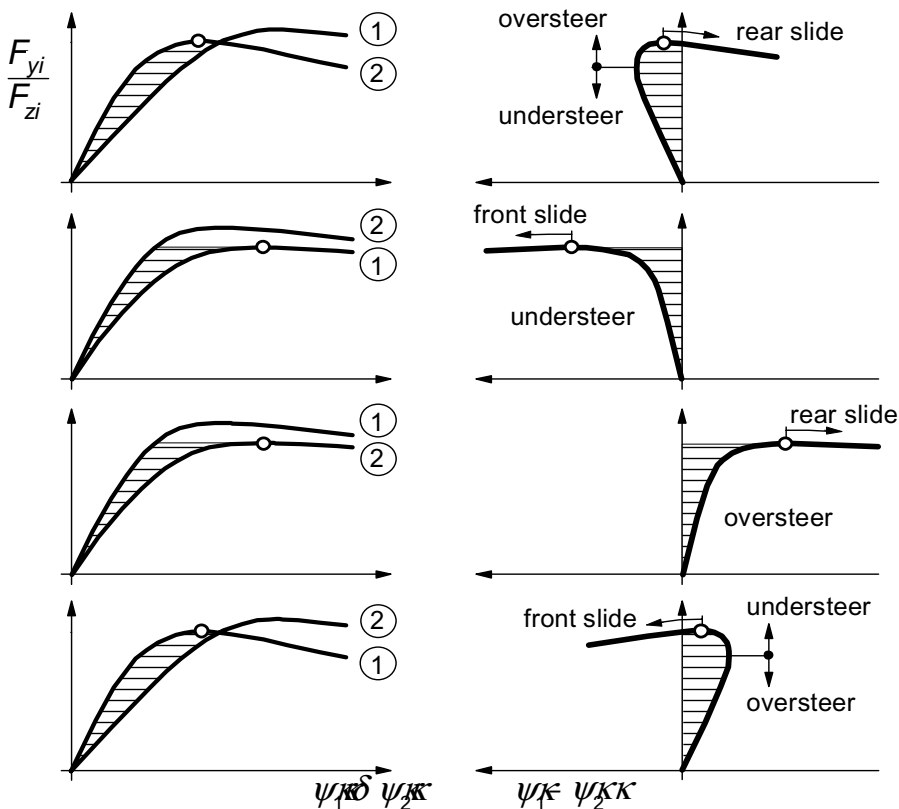 F_yi / F_zi
1
2
oversteer
understeer
rear slide
2
1
front slide
understeer
1
2
rear slide
oversteer
2
1
front slide
understeer
oversteer